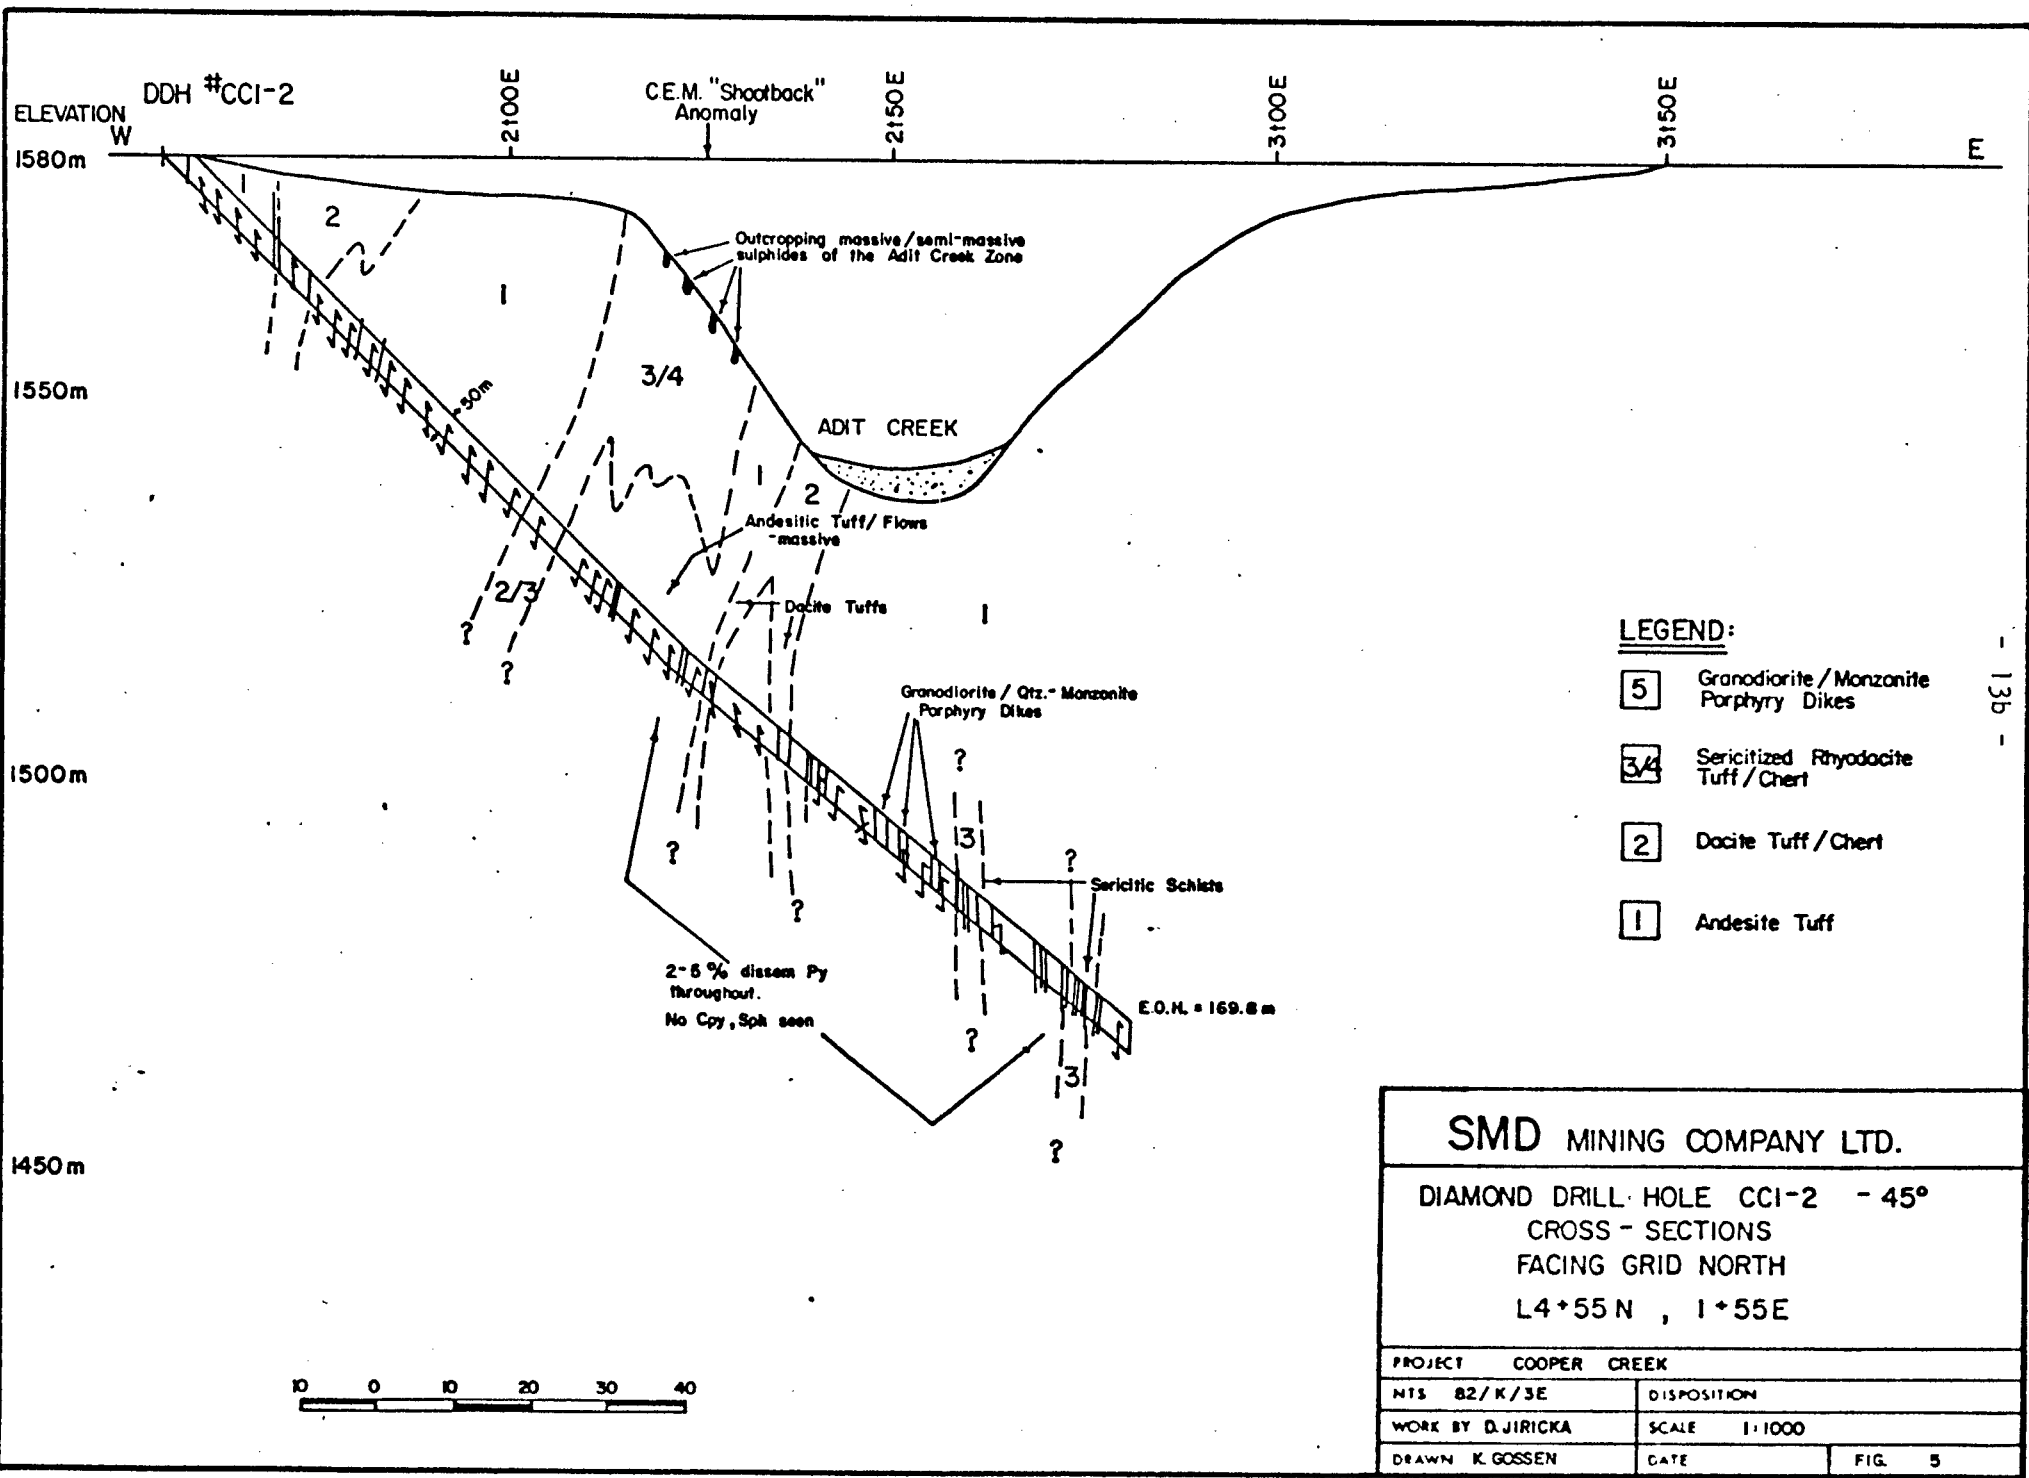 DDH #CC1-2
ELEVATION
W
2+00E
C.E.M. "Shootback"
Anomaly
2+50E
3+00E
3+50E
E
1580m
1
2
Outcropping massive/semi-massive
sulphides of the Adit Creek Zone
1
3/4
1550m
50m
ADIT CREEK
1
2
Andesitic Tuff/Flows
-massive
2/3
Dacite Tuffs
1
?
?
Granodiorite / Qtz.- Monzonite
Porphyry Dikes
1500m
?
3
?
?
?
Sericitic Schists
2-5% dissem Py
throughout.
No Cpy, Sph seen
E.O.H. = 169.8m
?
3
?
1450m
LEGEND:
5 Granodiorite/Monzonite
Porphyry Dikes
3/4 Sericitized Rhyodacite
Tuff/Chert
2 Dacite Tuff/Chert
1 Andesite Tuff
- 13b -
10 0 10 20 30 40
SMD MINING COMPANY LTD.
DIAMOND DRILL HOLE CC1-2 -45°
CROSS-SECTIONS
FACING GRID NORTH
L4+55N , 1+55E
PROJECT COOPER CREEK
NTS 82/K/3E DISPOSITION
WORK BY D.JIRICKA SCALE 1:1000
DRAWN K.GOSSEN DATE FIG. 5